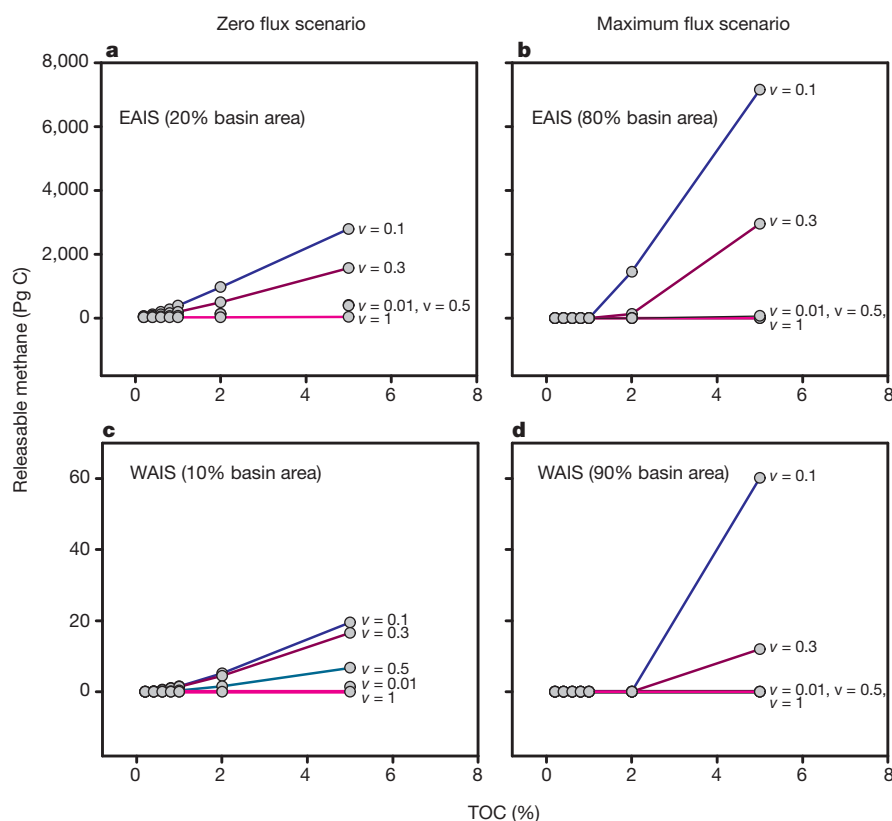 Zero flux scenario
Maximum flux scenario
a
b
8,000
6,000
4,000
2,000
0
EAIS (20% basin area)
v = 0.1
v = 0.3
v = 0.01, v = 0.5
v = 1
0 2 4 6 8
EAIS (80% basin area)
v = 0.1
v = 0.3
v = 0.01, v = 0.5,
v = 1
0 2 4 6 8
Releasable methane (Pg C)
c
d
60
40
20
0
WAIS (10% basin area)
v = 0.1
v = 0.3
v = 0.5
v = 0.01
v = 1
0 2 4 6 8
WAIS (90% basin area)
v = 0.1
v = 0.3
v = 0.01, v = 0.5,
v = 1
0 2 4 6 8
TOC (%)